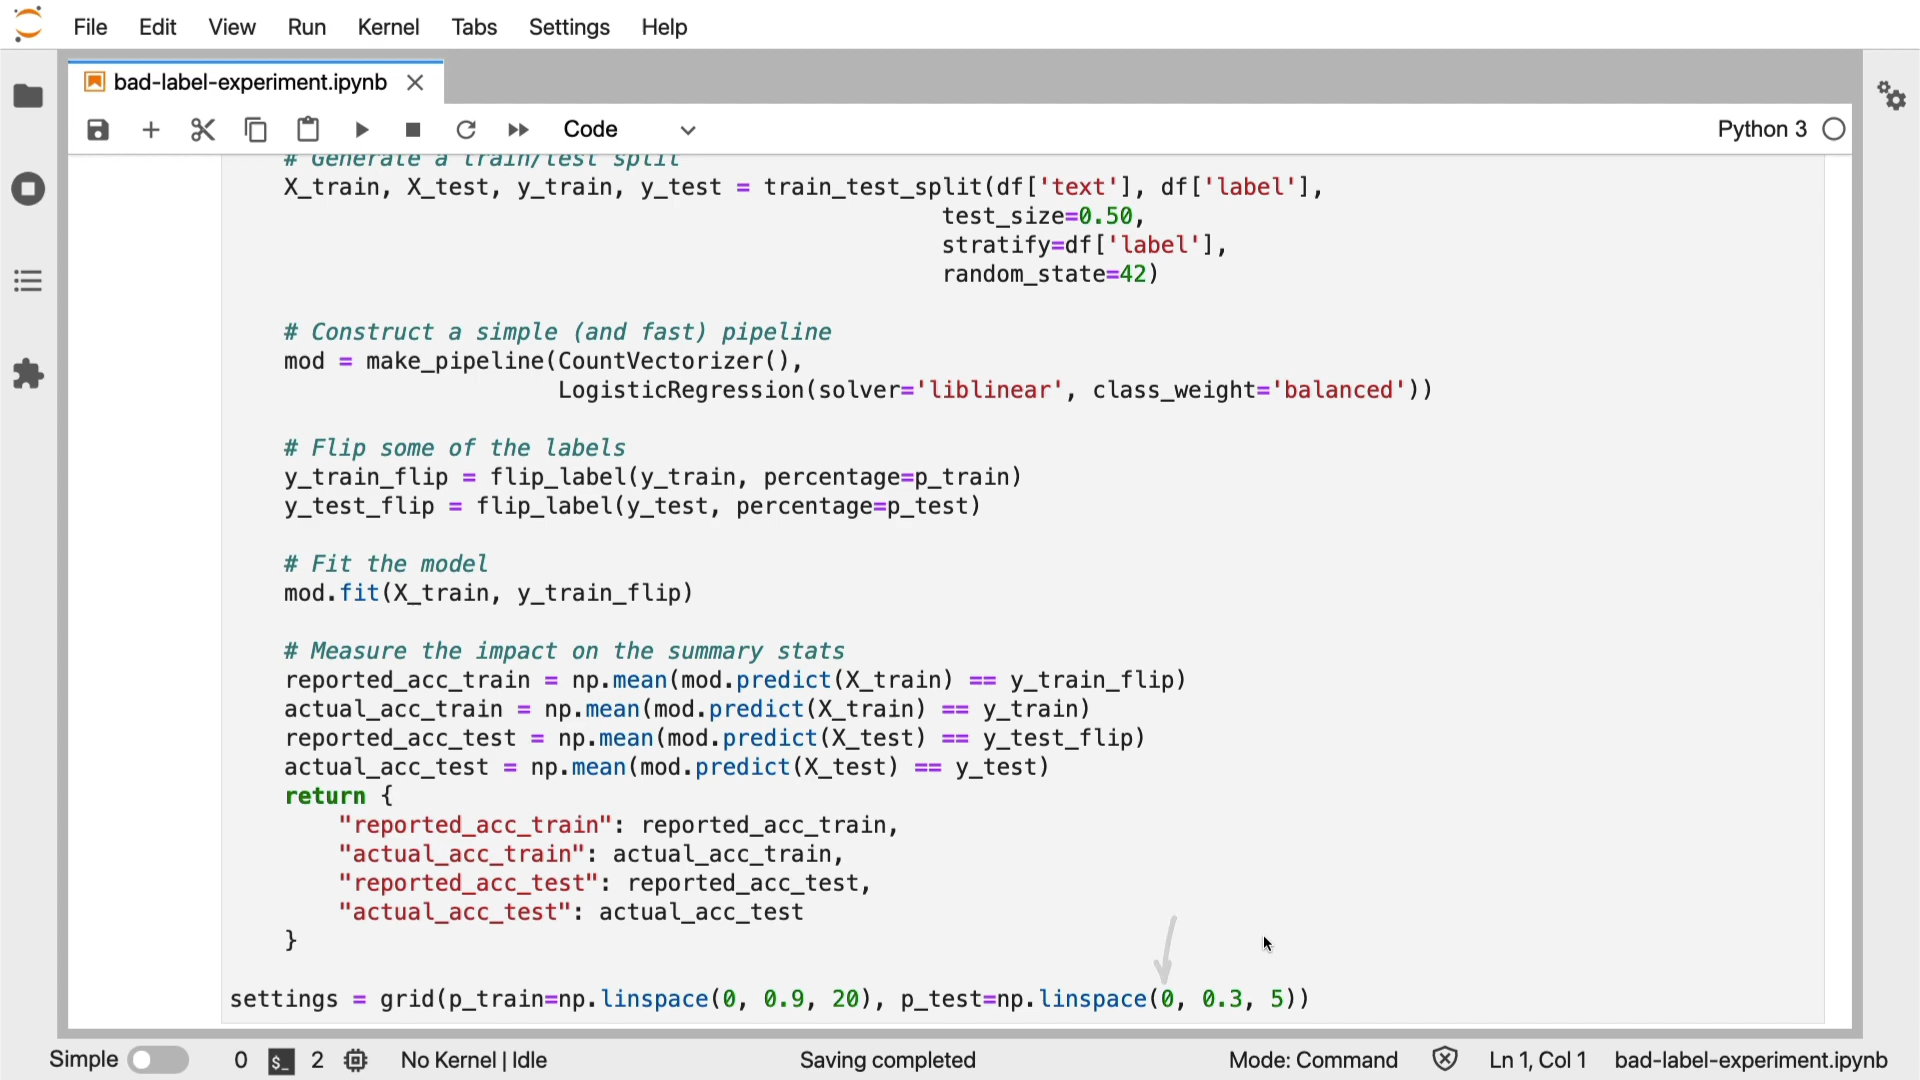 File Edit View Run Kernel Tabs Settings Help
bad-label-experiment.ipynb
Code Python 3
# Generate a train/test split
X_train, X_test, y_train, y_test = train_test_split(df['text'], df['label'],
test_size=0.50,
stratify=df['label'],
random_state=42)
# Construct a simple (and fast) pipeline
mod = make_pipeline(CountVectorizer(),
LogisticRegression(solver='liblinear', class_weight='balanced'))
# Flip some of the labels
y_train_flip = flip_label(y_train, percentage=p_train)
y_test_flip = flip_label(y_test, percentage=p_test)
# Fit the model
mod.fit(X_train, y_train_flip)
# Measure the impact on the summary stats
reported_acc_train = np.mean(mod.predict(X_train) == y_train_flip)
actual_acc_train = np.mean(mod.predict(X_train) == y_train)
reported_acc_test = np.mean(mod.predict(X_test) == y_test_flip)
actual_acc_test = np.mean(mod.predict(X_test) == y_test)
return {
"reported_acc_train": reported_acc_train,
"actual_acc_train": actual_acc_train,
"reported_acc_test": reported_acc_test,
"actual_acc_test": actual_acc_test
}
settings = grid(p_train=np.linspace(0, 0.9, 20), p_test=np.linspace(0, 0.3, 5))
Simple 0 $_ 2 No Kernel | Idle Saving completed Mode: Command Ln 1, Col 1 bad-label-experiment.ipynb